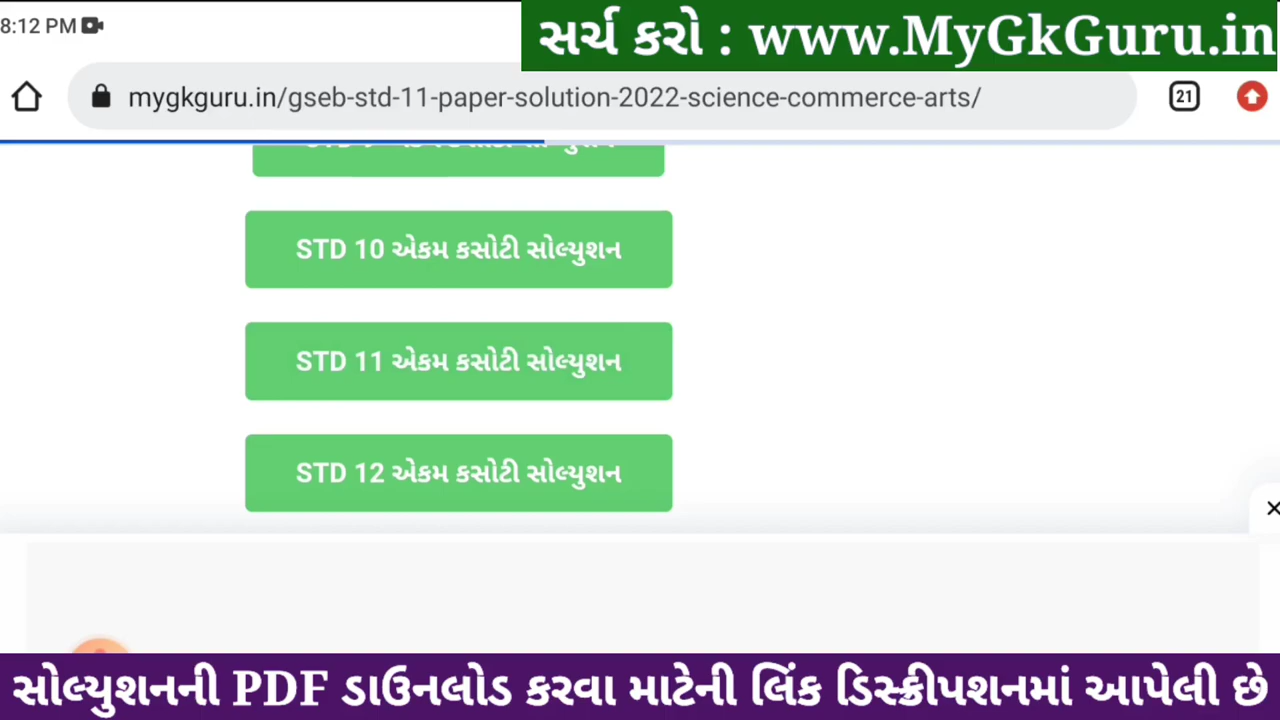 8:12 PM
સર્ચ કરો : www.MyGkGuru.in
mygkguru.in/gseb-std-11-paper-solution-2022-science-commerce-arts/
21
STD 10 એકમ કસોટી સોલ્યુશન
STD 11 એકમ કસોટી સોલ્યુશન
STD 12 એકમ કસોટી સોલ્યુશન
સોલ્યુશનની PDF ડાઉનલોડ કરવા માટેની લિંક ડિસ્ક્રીપશનમાં આપેલી છે